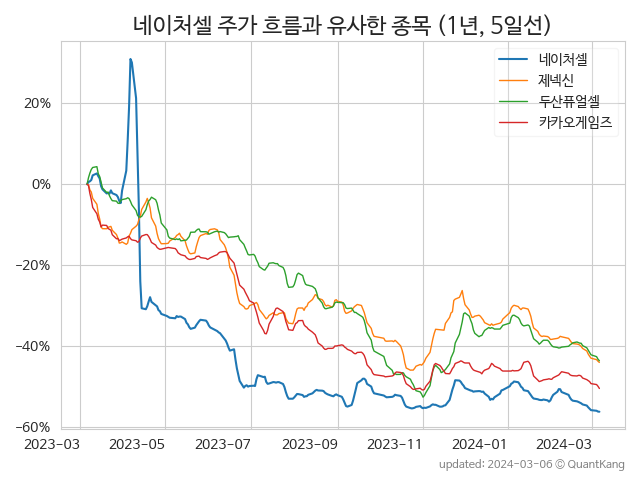 네이처셀 주가 흐름과 유사한 종목 (1년, 5일선)
네이처셀
제넥신
두산퓨얼셀
카카오게임즈
20%
0%
−20%
−40%
−60%
2023-03 2023-05 2023-07 2023-09 2023-11 2024-01 2024-03
updated: 2024-03-06 © QuantKang